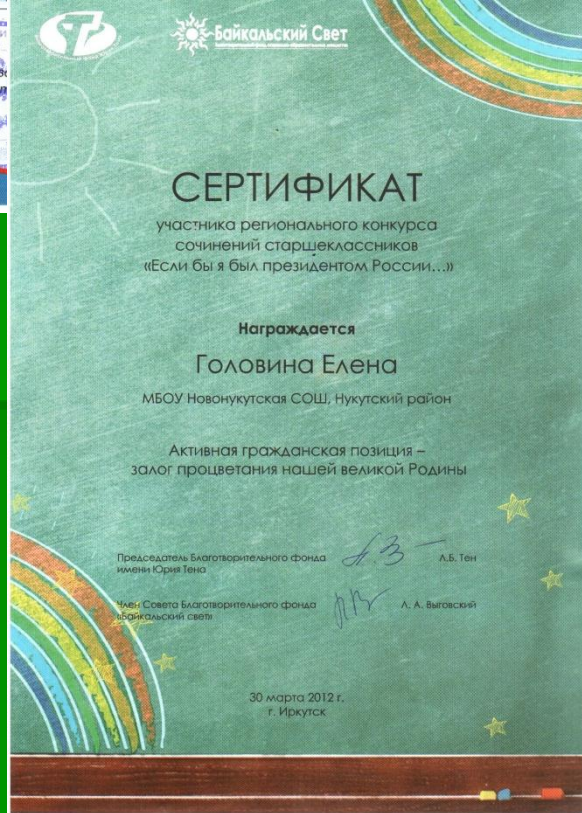 Байкальский Свет
СЕРТИФИКАТ
участника регионального конкурса
сочинений старшеклассников
«Если бы я был президентом России...»
Награждается
Головина Елена
МБОУ Новонукутская СОШ, Нукутский район
Активная гражданская позиция –
залог процветания нашей великой Родины
Председатель Благотворительного фонда
имени Юрия Тена
Л.Б. Тен
Член Совета Благотворительного фонда
«Байкальский свет»
Л. А. Выговский
30 марта 2012 г.
г. Иркутск